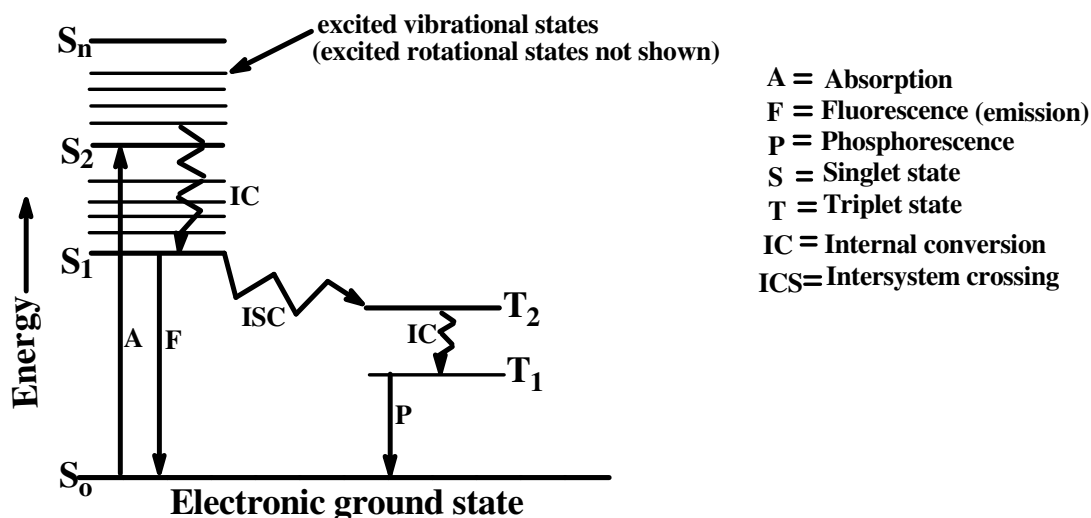 excited vibrational states
(excited rotational states not shown)
Sn
S2
S1
So
IC
A
F
ISC
T2
IC
T1
P
Energy
Electronic ground state
A = Absorption
F = Fluorescence (emission)
P = Phosphorescence
S = Singlet state
T = Triplet state
IC = Internal conversion
ICS= Intersystem crossing